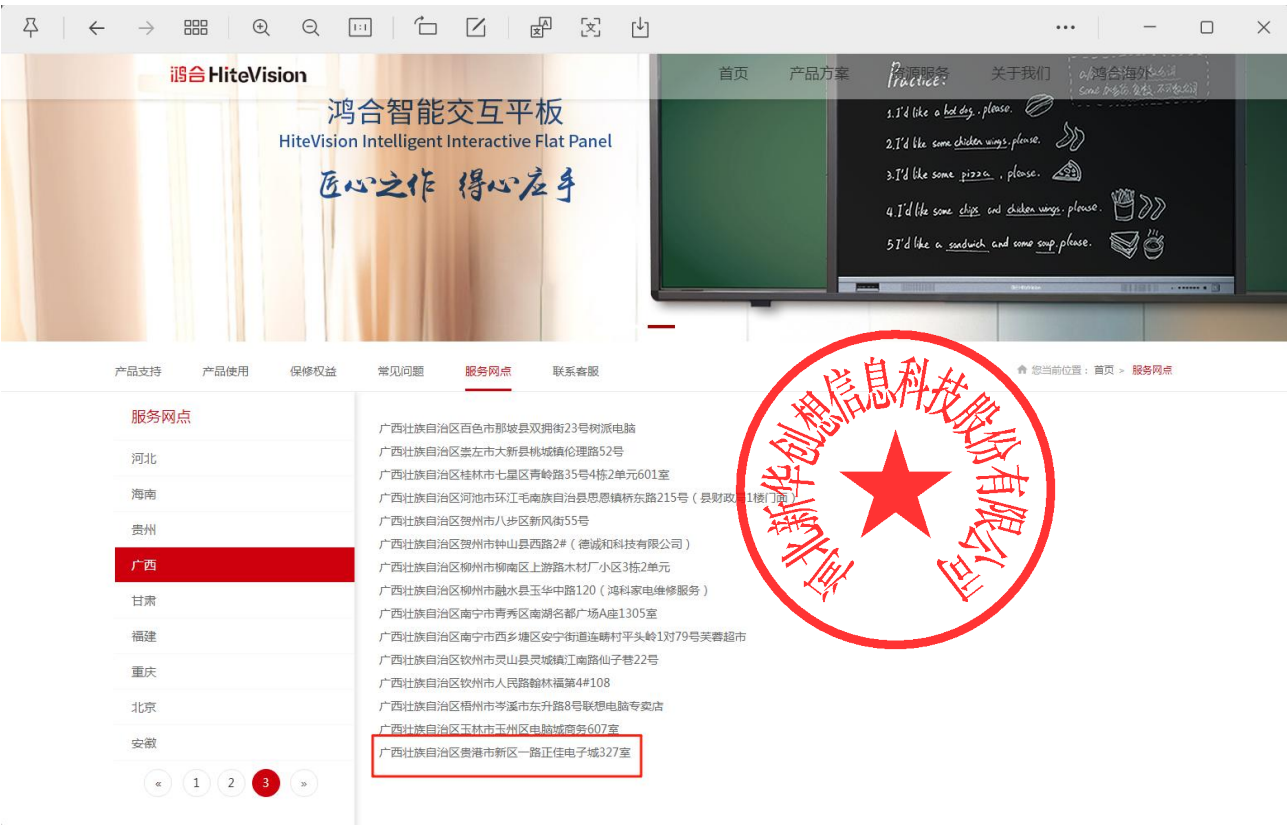 鸿合HiteVision
首页 产品方案 资源服务 关于我们 鸿合海外
鸿合智能交互平板
HiteVision Intelligent Interactive Flat Panel
匠心之作 得心应手
Practice:
1.I'd like a hot dog, please.
2.I'd like some chicken wings, please.
3.I'd like some pizza, please.
4.I'd like some chips and chicken wings, please.
5 I'd like a sandwich and some soup, please.
产品支持 产品使用 保修权益 常见问题 服务网点 联系客服
您当前位置: 首页 > 服务网点
服务网点
河北
海南
贵州
广西
甘肃
福建
重庆
北京
安徽
« 1 2 3 »
广西壮族自治区百色市那坡县双拥街23号树派电脑
广西壮族自治区崇左市大新县桃城镇伦理路52号
广西壮族自治区桂林市七星区青岭路35号4栋2单元601室
广西壮族自治区河池市环江毛南族自治县思恩镇桥东路215号(县财政局1楼门面)
广西壮族自治区贺州市八步区新风街55号
广西壮族自治区贺州市钟山县西路2#(德诚和科技有限公司)
广西壮族自治区柳州市柳南区上游路木材厂小区3栋2单元
广西壮族自治区柳州市融水县玉华中路120(鸿科家电维修服务)
广西壮族自治区南宁市青秀区南湖名都广场A座1305室
广西壮族自治区南宁市西乡塘区安宁街道连畴村平头岭1对79号芙蓉超市
广西壮族自治区钦州市灵山县灵城镇江南路仙子巷22号
广西壮族自治区钦州市人民路翰林福第4#108
广西壮族自治区梧州市岑溪市东升路8号联想电脑专卖店
广西壮族自治区玉林市玉州区电脑城商务607室
广西壮族自治区贵港市新区一路正佳电子城327室
河北新华创想信息科技股份有限公司